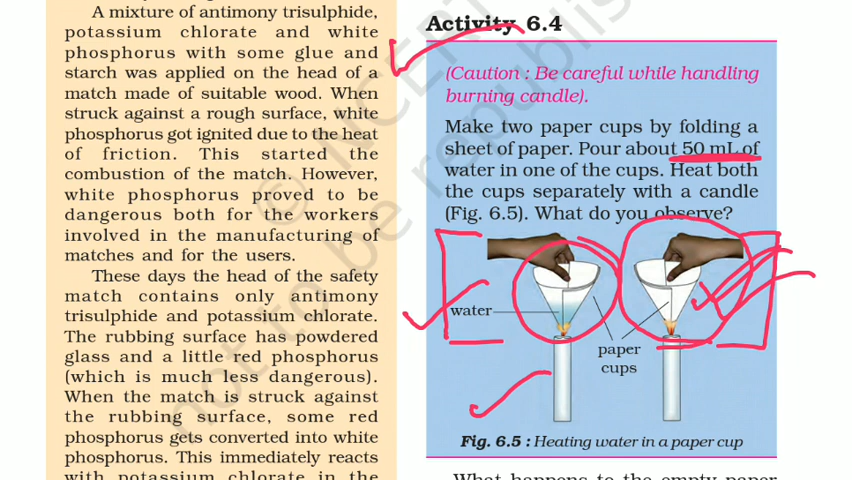 A mixture of antimony trisulphide,
potassium chlorate and white
phosphorus with some glue and
starch was applied on the head of a
match made of suitable wood. When
struck against a rough surface, white
phosphorus got ignited due to the heat
of friction. This started the
combustion of the match. However,
white phosphorus proved to be
dangerous both for the workers
involved in the manufacturing of
matches and for the users.
These days the head of the safety
match contains only antimony
trisulphide and potassium chlorate.
The rubbing surface has powdered
glass and a little red phosphorus
(which is much less dangerous).
When the match is struck against
the rubbing surface, some red
phosphorus gets converted into white
phosphorus. This immediately reacts
with potassium chlorate in the
Activity 6.4
(Caution : Be careful while handling
burning candle).
Make two paper cups by folding a
sheet of paper. Pour about 50 mL of
water in one of the cups. Heat both
the cups separately with a candle
(Fig. 6.5). What do you observe?
water
paper
cups
Fig. 6.5 : Heating water in a paper cup
What happens to the empty paper
© NCERT
not to be republished